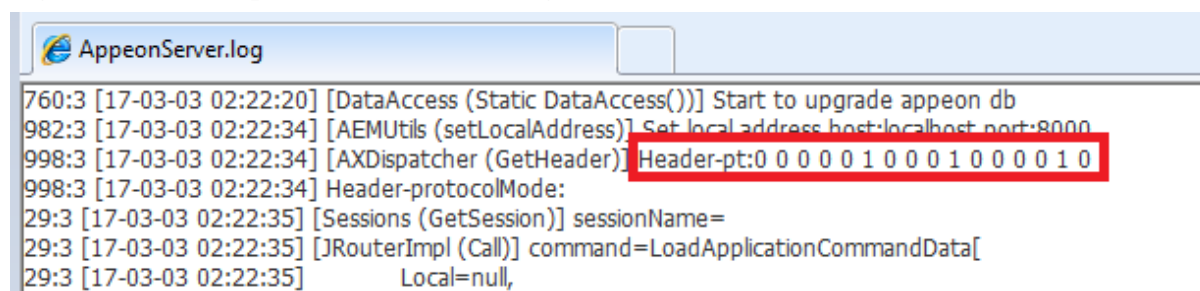 AppeonServer.log
760:3 [17-03-03 02:22:20] [DataAccess (Static DataAccess())] Start to upgrade appeon db
982:3 [17-03-03 02:22:34] [AEMUtils (setLocalAddress)] Set local address host:localhost port:8000
998:3 [17-03-03 02:22:34] [AXDispatcher (GetHeader)] Header-pt:0 0 0 0 0 1 0 0 0 1 0 0 0 0 1 0
998:3 [17-03-03 02:22:34] Header-protocolMode:
29:3 [17-03-03 02:22:35] [Sessions (GetSession)] sessionName=
29:3 [17-03-03 02:22:35] [JRouterImpl (Call)] command=LoadApplicationCommandData[
29:3 [17-03-03 02:22:35] Local=null,